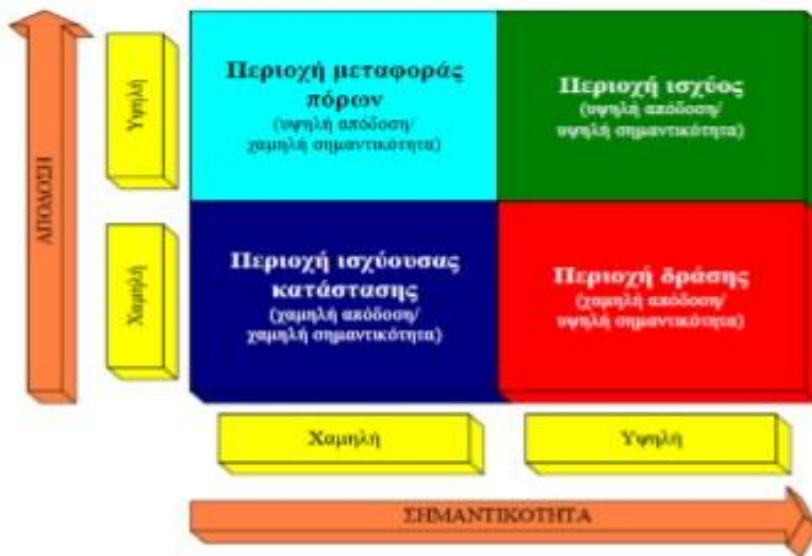 Περιοχή μεταφοράς
πόρων
(υψηλή απόδοση/
χαμηλή σημαντικότητα)
Περιοχή ισχύος
(υψηλή απόδοση/
υψηλή σημαντικότητα)
Υψηλή
ΑΠΟΔΟΣΗ
Χαμηλή
Περιοχή ισχύουσας
κατάστασης
(χαμηλή απόδοση/
χαμηλή σημαντικότητα)
Περιοχή δράσης
(χαμηλή απόδοση/
υψηλή σημαντικότητα)
Χαμηλή
Υψηλή
ΣΗΜΑΝΤΙΚΟΤΗΤΑ